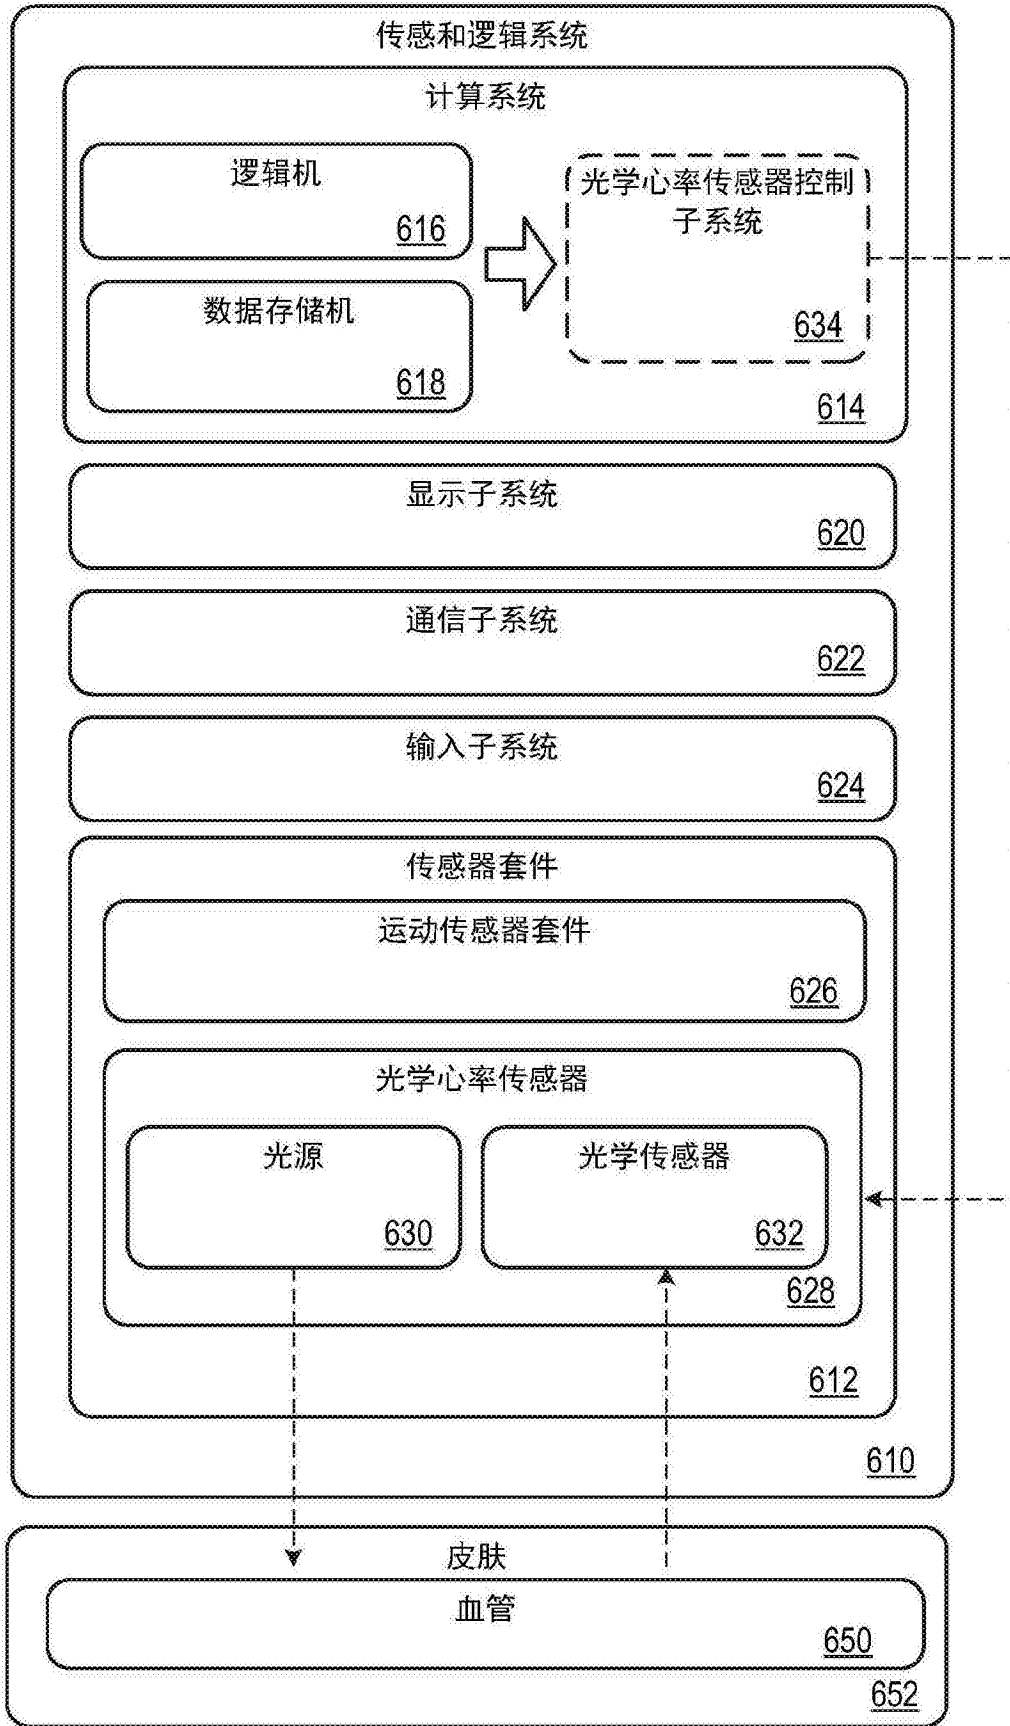 传感和逻辑系统
计算系统
逻辑机
616
光学心率传感器控制
子系统
634
数据存储机
618
614
显示子系统
620
通信子系统
622
输入子系统
624
传感器套件
运动传感器套件
626
光学心率传感器
光源
630
光学传感器
632
628
612
610
皮肤
血管
650
652